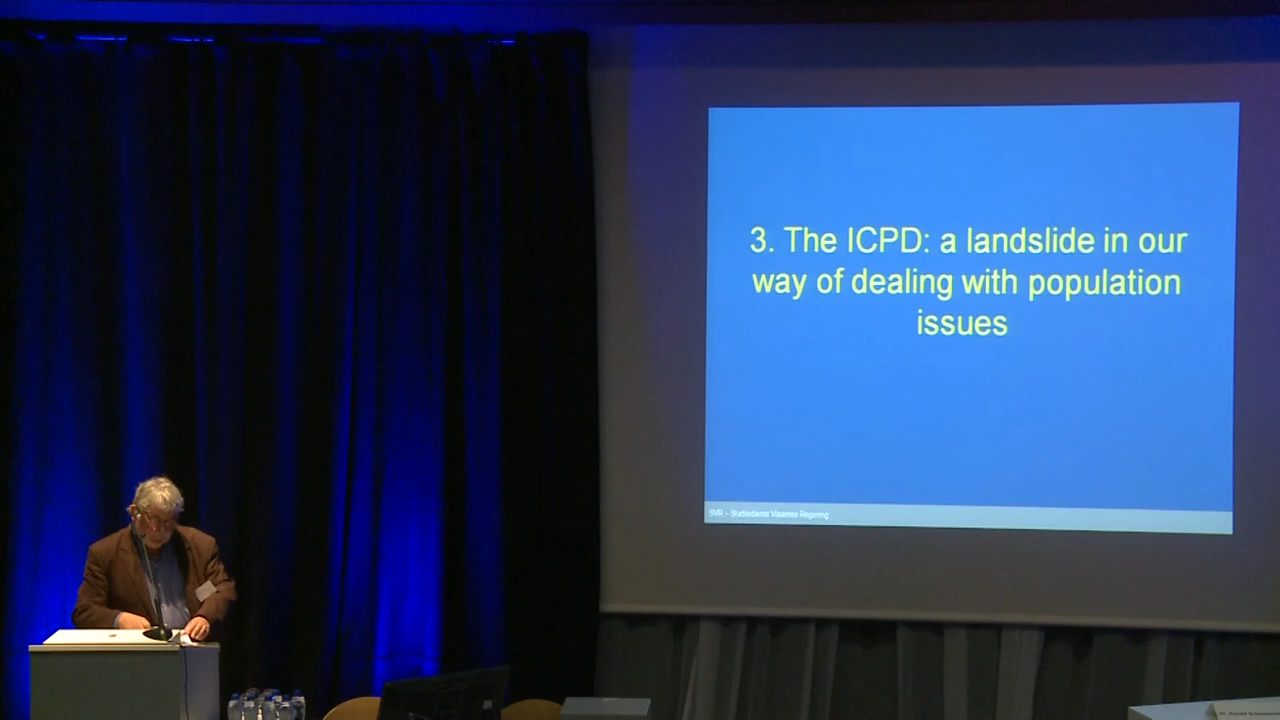 3. The ICPD: a landslide in our
way of dealing with population
issues
SVR – Studiedienst Vlaamse Regering